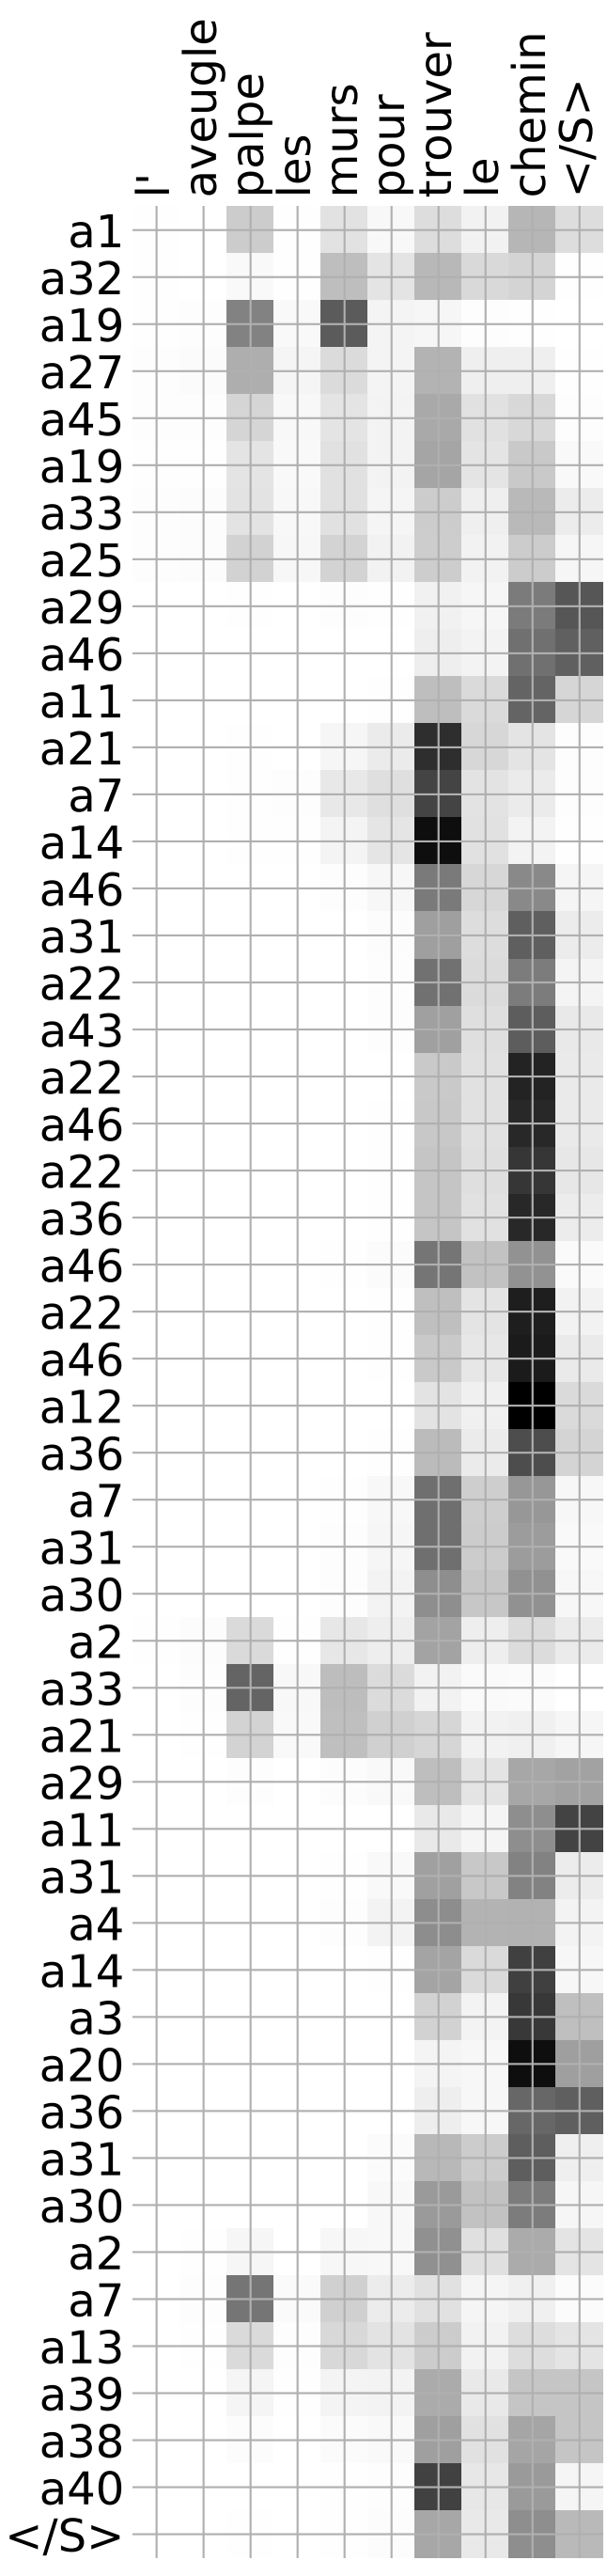 l' aveugle palpe les murs pour trouver le chemin </S>
a1
a32
a19
a27
a45
a19
a33
a25
a29
a46
a11
a21
a7
a14
a46
a31
a22
a43
a22
a46
a22
a36
a46
a22
a46
a12
a36
a7
a31
a30
a2
a33
a21
a29
a11
a31
a4
a14
a3
a20
a36
a31
a30
a2
a7
a13
a39
a38
a40
</S>